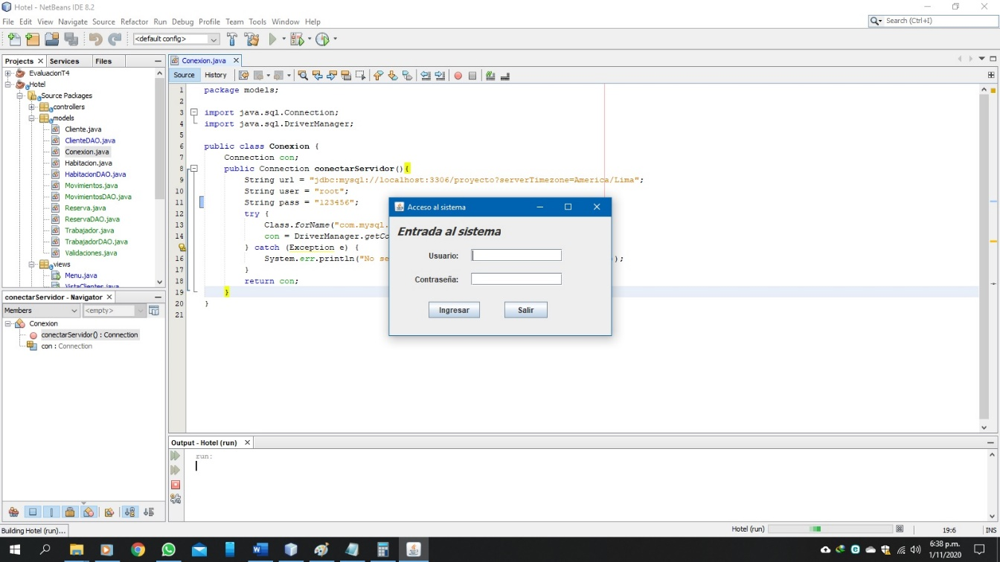 Hotel - NetBeans IDE 8.2
File Edit View Navigate Source Refactor Run Debug Profile Team Tools Window Help
Search (Ctrl+I)
<default config>
Projects Services Files
EvaluacionT4
Hotel
Source Packages
controllers
models
Cliente.java
ClienteDAO.java
Conexion.java
Habitacion.java
HabitacionDAO.java
Movimientos.java
MovimientosDAO.java
Reserva.java
ReservaDAO.java
Trabajador.java
TrabajadorDAO.java
Validaciones.java
views
Menu.java
VistaClientes.java
conectarServidor - Navigator
Members <empty>
Conexion
conectarServidor() : Connection
con : Connection
Conexion.java
Source History
1 package models;
2
3 import java.sql.Connection;
4 import java.sql.DriverManager;
5
6 public class Conexion {
7 Connection con;
8 public Connection conectarServidor(){
9 String url = "jdbc:mysql://localhost:3306/proyecto?serverTimezone=America/Lima";
10 String user = "root";
11 String pass = "123456";
12 try {
13 Class.forName("com.mysql.
14 con = DriverManager.getCo
} catch (Exception e) {
16 System.err.println("No se );
17 }
18 return con;
19 }
20 }
21
Acceso al sistema
Entrada al sistema
Usuario:
Contraseña:
Ingresar Salir
Output - Hotel (run)
run:
Building Hotel (run)...
Hotel (run)
19:6 INS
6:38 p.m.
1/11/2020